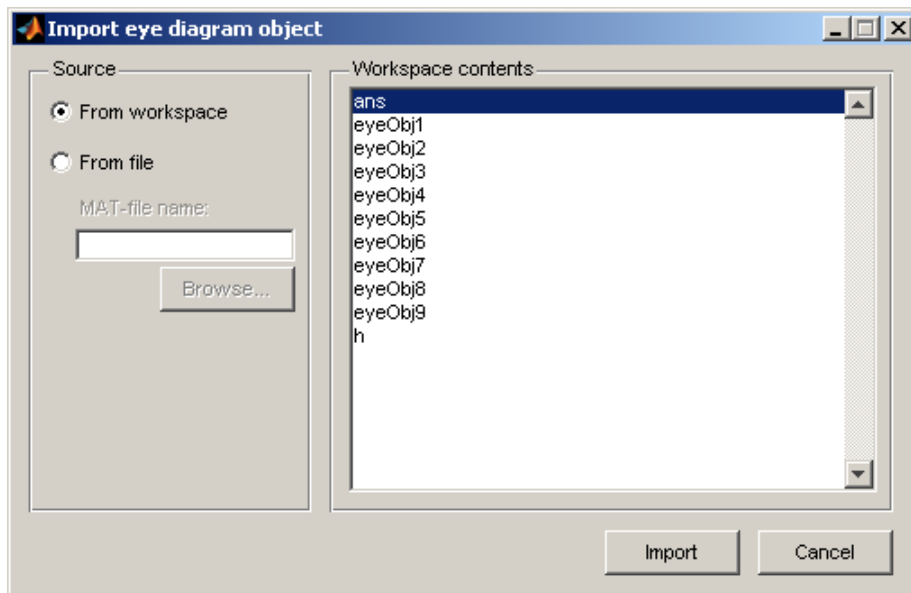 Import eye diagram object
Source
From workspace
From file
MAT-file name:
Browse...
Workspace contents
ans
eyeObj1
eyeObj2
eyeObj3
eyeObj4
eyeObj5
eyeObj6
eyeObj7
eyeObj8
eyeObj9
h
Import
Cancel